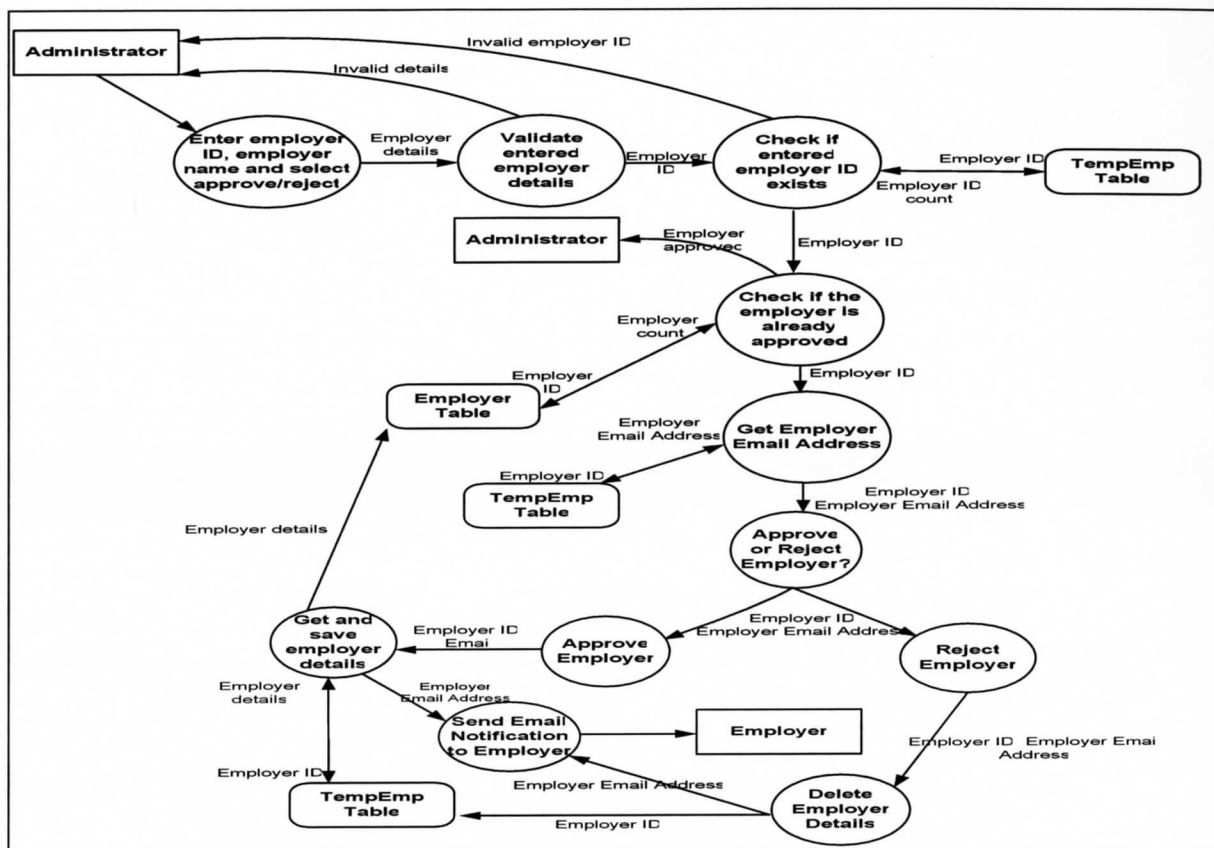 Administrator
Invalid employer ID
Invalid details
Enter employer
ID, employer
name and select
approve/reject
Employer
details
Validate
entered
employer
details
Employer
ID
Check if
entered
employer ID
exists
Employer ID
Employer ID
count
TempEmp
Table
Administrator
Employer
approved
Employer ID
Check if the
employer is
already
approved
Employer
count
Employer
ID
Employer
Table
Employer ID
Employer
Email Address
Get Employer
Email Address
Employer ID
TempEmp
Table
Employer ID
Employer Email Address
Employer details
Approve
or Reject
Employer?
Get and
save
employer
details
Employer ID
Emai
Approve
Employer
Employer ID
Employer Email Address
Reject
Employer
Employer
details
Employer
Email Address
Send Email
Notification
to Employer
Employer
Employer ID Employer Emai
Address
Employer ID
TempEmp
Table
Employer Email Address
Employer ID
Delete
Employer
Details